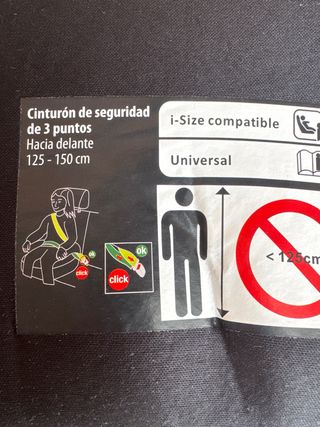 Cinturón de seguridad
de 3 puntos
Hacia delante
125 - 150 cm
i-Size compatible
Universal
ok
click
ok
click
< 125cm